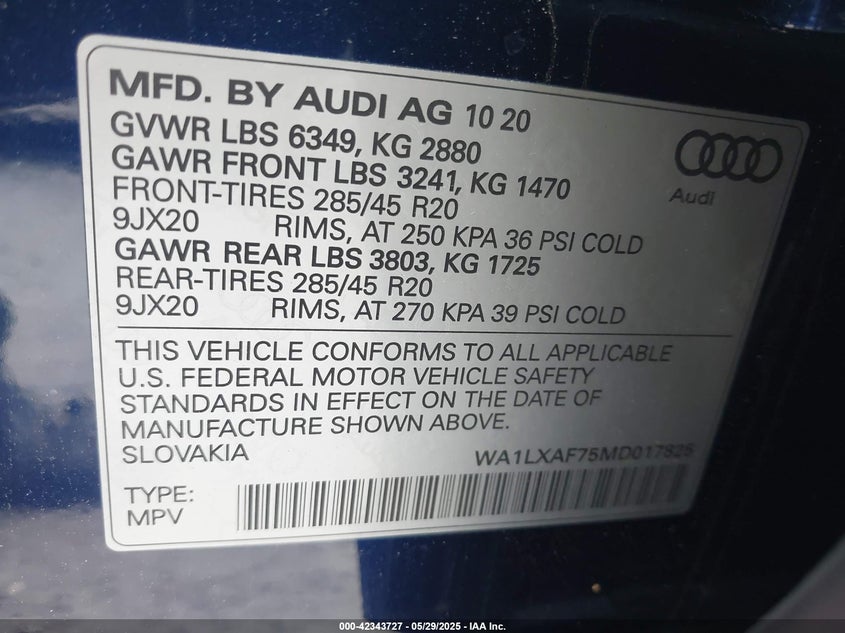 MFD. BY AUDI AG 10 20
GVWR LBS 6349, KG 2880
GAWR FRONT LBS 3241, KG 1470
FRONT-TIRES 285/45 R20
9JX20 RIMS, AT 250 KPA 36 PSI COLD
GAWR REAR LBS 3803, KG 1725
REAR-TIRES 285/45 R20
9JX20 RIMS, AT 270 KPA 39 PSI COLD
Audi
THIS VEHICLE CONFORMS TO ALL APPLICABLE
U.S. FEDERAL MOTOR VEHICLE SAFETY
STANDARDS IN EFFECT ON THE DATE OF
MANUFACTURE SHOWN ABOVE.
SLOVAKIA WA1LXAF75MD017825
TYPE:
MPV
000-42343727 - 05/29/2025 - IAA Inc.